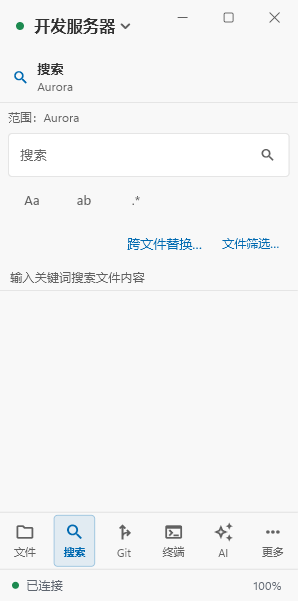 开发服务器
搜索
Aurora
范围：Aurora
搜索
Aa ab .*
跨文件替换... 文件筛选...
输入关键词搜索文件内容
文件 搜索 Git 终端 AI 更多
已连接 100%